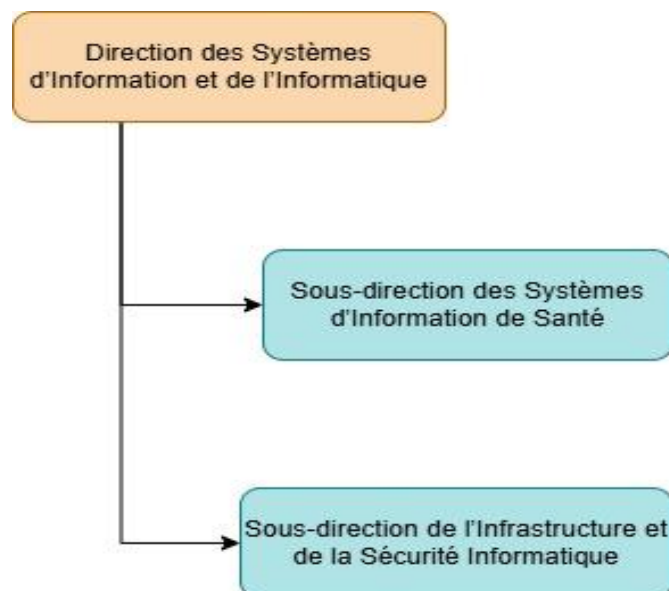 Direction des Systèmes
d'Information et de l'Informatique
Sous-direction des Systèmes
d'Information de Santé
Sous-direction de l'Infrastructure et
de la Sécurité Informatique